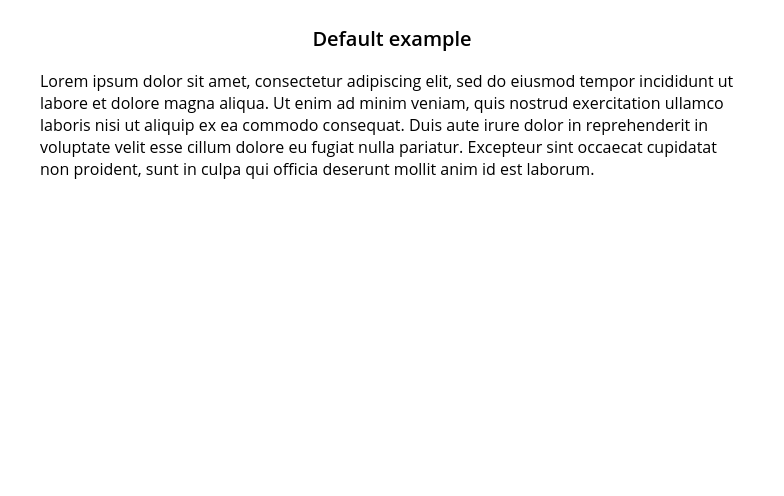 Default example
Lorem ipsum dolor sit amet, consectetur adipiscing elit, sed do eiusmod tempor incididunt ut
labore et dolore magna aliqua. Ut enim ad minim veniam, quis nostrud exercitation ullamco
laboris nisi ut aliquip ex ea commodo consequat. Duis aute irure dolor in reprehenderit in
voluptate velit esse cillum dolore eu fugiat nulla pariatur. Excepteur sint occaecat cupidatat
non proident, sunt in culpa qui officia deserunt mollit anim id est laborum.